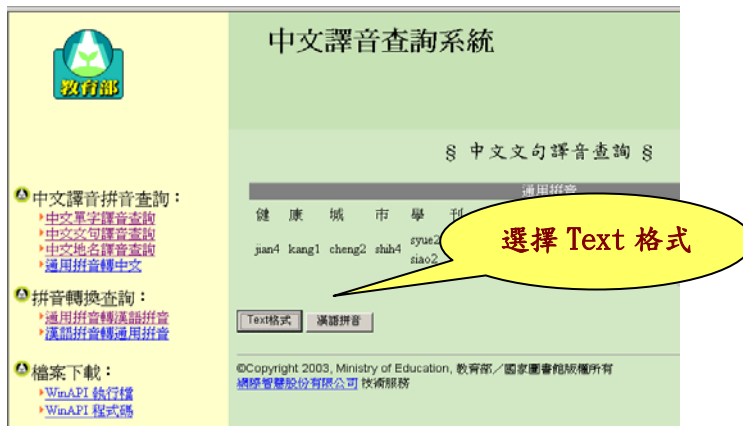 教育部
中文譯音查詢系統
§ 中文文句譯音查詢 §
中文譯音拼音查詢：
中文單字譯音查詢
中文文句譯音查詢
中文地名譯音查詢
通用拼音轉中文
拼音轉換查詢：
通用拼音轉漢語拼音
漢語拼音轉通用拼音
檔案下載：
WinAPI 執行檔
WinAPI 程式碼
通用拼音
健 康 城 市 學 刊
jian4 kang1 cheng2 shih4 syue2
siao2
選擇 Text 格式
Text格式 漢語拼音
©Copyright 2003, Ministry of Education, 教育部／國家圖書館版權所有
網際智慧股份有限公司 技術服務